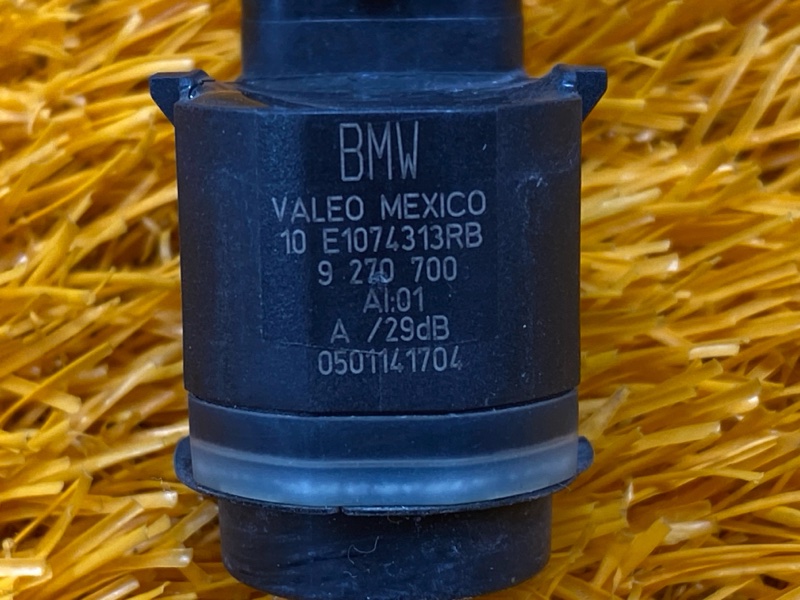 BMW
VALEO MEXICO
10 E1074313RB
9 270 700
AI:01
A /29dB
0501141704